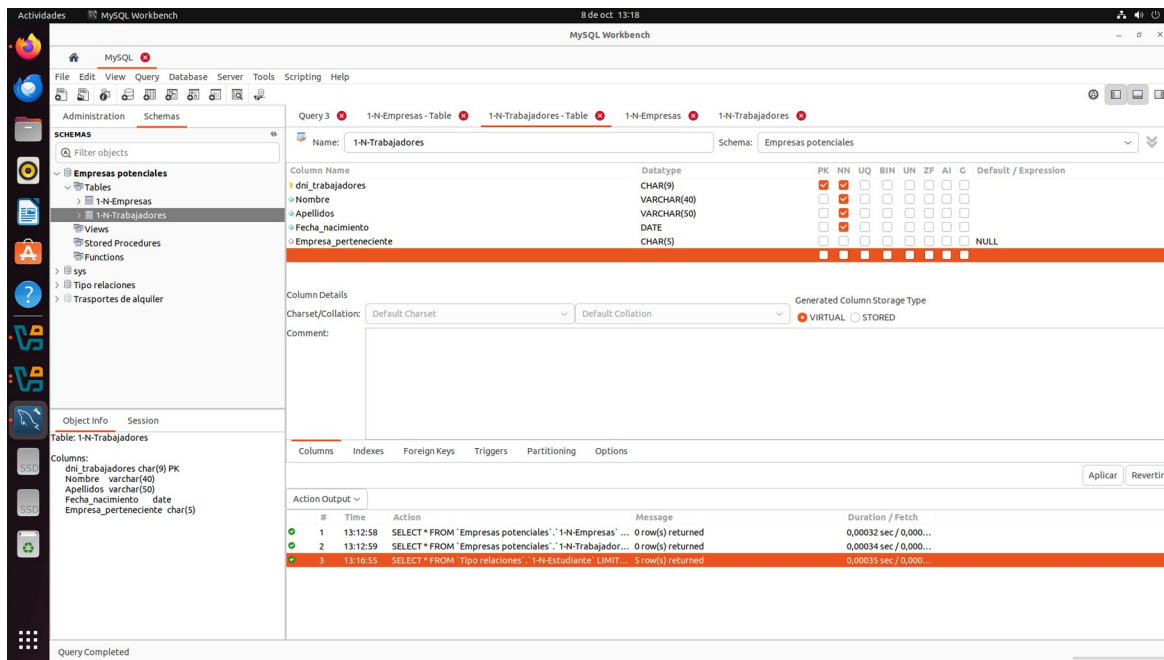 Actividades MySQL Workbench 8 de oct 13:18
MySQL Workbench
MySQL
File Edit View Query Database Server Tools Scripting Help
Administration Schemas
SCHEMAS
Filter objects
Empresas potenciales
Tables
1-N-Empresas
1-N-Trabajadores
Views
Stored Procedures
Functions
sys
Tipo relaciones
Trasportes de alquiler
Query 3 1-N-Empresas - Table 1-N-Trabajadores - Table 1-N-Empresas 1-N-Trabajadores
Name: 1-N-Trabajadores Schema: Empresas potenciales
Column Name Datatype PK NN UQ BIN UN ZF AI G Default / Expression
dni_trabajadores CHAR(9)
Nombre VARCHAR(40)
Apellidos VARCHAR(50)
Fecha_nacimiento DATE
Empresa_perteneciente CHAR(5) NULL
Column Details
Generated Column Storage Type
Charset/Collation: Default Charset Default Collation
VIRTUAL STORED
Comment:
Object Info Session
Table: 1-N-Trabajadores
Columns:
dni_trabajadores char(9) PK
Nombre varchar(40)
Apellidos varchar(50)
Fecha_nacimiento date
Empresa_perteneciente char(5)
Columns Indexes Foreign Keys Triggers Partitioning Options
Aplicar Revertir
Action Output
# Time Action Message Duration / Fetch
1 13:12:58 SELECT * FROM `Empresas potenciales`.`1-N-Empresas` ... 0 row(s) returned 0,00032 sec / 0,000...
2 13:12:59 SELECT * FROM `Empresas potenciales`.`1-N-Trabajador... 0 row(s) returned 0,00034 sec / 0,000...
3 13:16:55 SELECT * FROM `Tipo relaciones`.`1-N-Estudiante` LIMIT... 5 row(s) returned 0,00035 sec / 0,000...
SSD
SSD
Query Completed